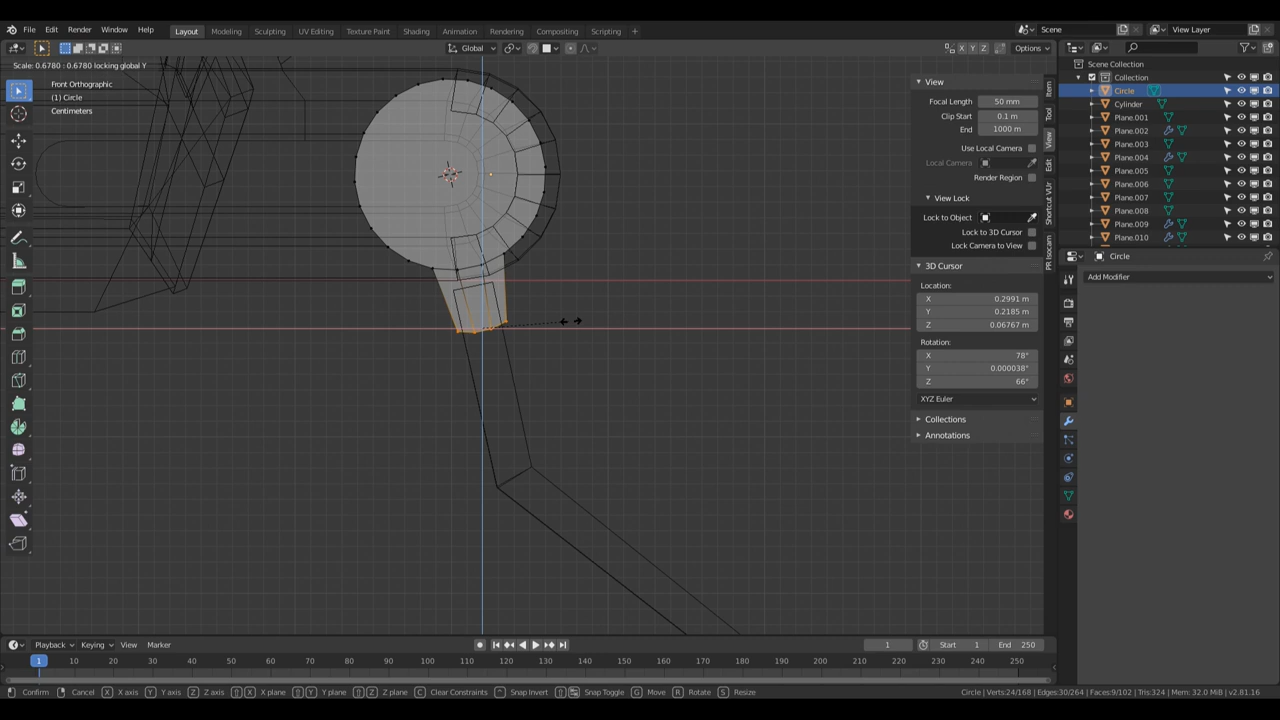 File Edit Render Window Help Layout Modeling Sculpting UV Editing Texture Paint Shading Animation Rendering Compositing Scripting Scene View Layer
Global X Y Z Options
Scale: 0.6780 : 0.6780 locking global Y
Front Orthographic
(1) Circle
Centimeters
View
Focal Length 50 mm
Clip Start 0.1 m
End 1000 m
Use Local Camera
Local Camera
Render Region
View Lock
Lock to Object
Lock to 3D Cursor
Lock Camera to View
3D Cursor
Location:
X 0.2991 m
Y 0.2185 m
Z 0.06767 m
Rotation:
X 78°
Y 0.000038°
Z 66°
XYZ Euler
Collections
Annotations
Item
Tool
View
Edit
Shortcut VUr
PR Isocam
Scene Collection
Collection
Circle
Cylinder
Plane.001
Plane.002
Plane.003
Plane.004
Plane.005
Plane.006
Plane.007
Plane.008
Plane.009
Plane.010
Circle
Add Modifier
Playback Keying View Marker 1 Start 1 End 250
1 10 20 30 40 50 60 70 80 90 100 110 120 130 140 150 160 170 180 190 200 210 220 230 240 250
Confirm Cancel X X axis Y Y axis Z Z axis X X plane Y Y plane Z Z plane C Clear Constraints Snap Invert Snap Toggle G Move R Rotate S Resize Circle | Verts:24/168 | Edges:30/264 | Faces:9/102 | Tris:324 | Mem: 32.0 MiB | v2.81.16